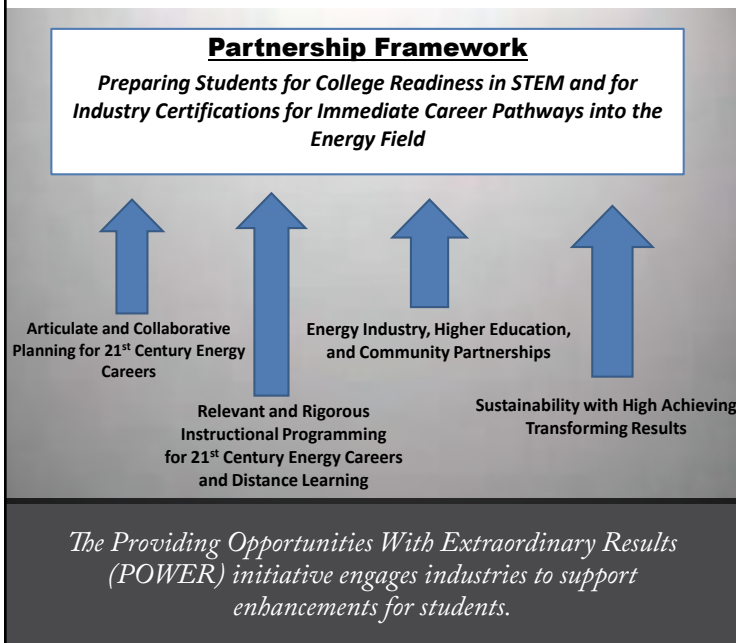 Partnership Framework
Preparing Students for College Readiness in STEM and for
Industry Certifications for Immediate Career Pathways into the
Energy Field
Articulate and Collaborative
Planning for 21st Century Energy
Careers
Relevant and Rigorous
Instructional Programming
for 21st Century Energy Careers
and Distance Learning
Energy Industry, Higher Education,
and Community Partnerships
Sustainability with High Achieving
Transforming Results
The Providing Opportunities With Extraordinary Results
(POWER) initiative engages industries to support
enhancements for students.